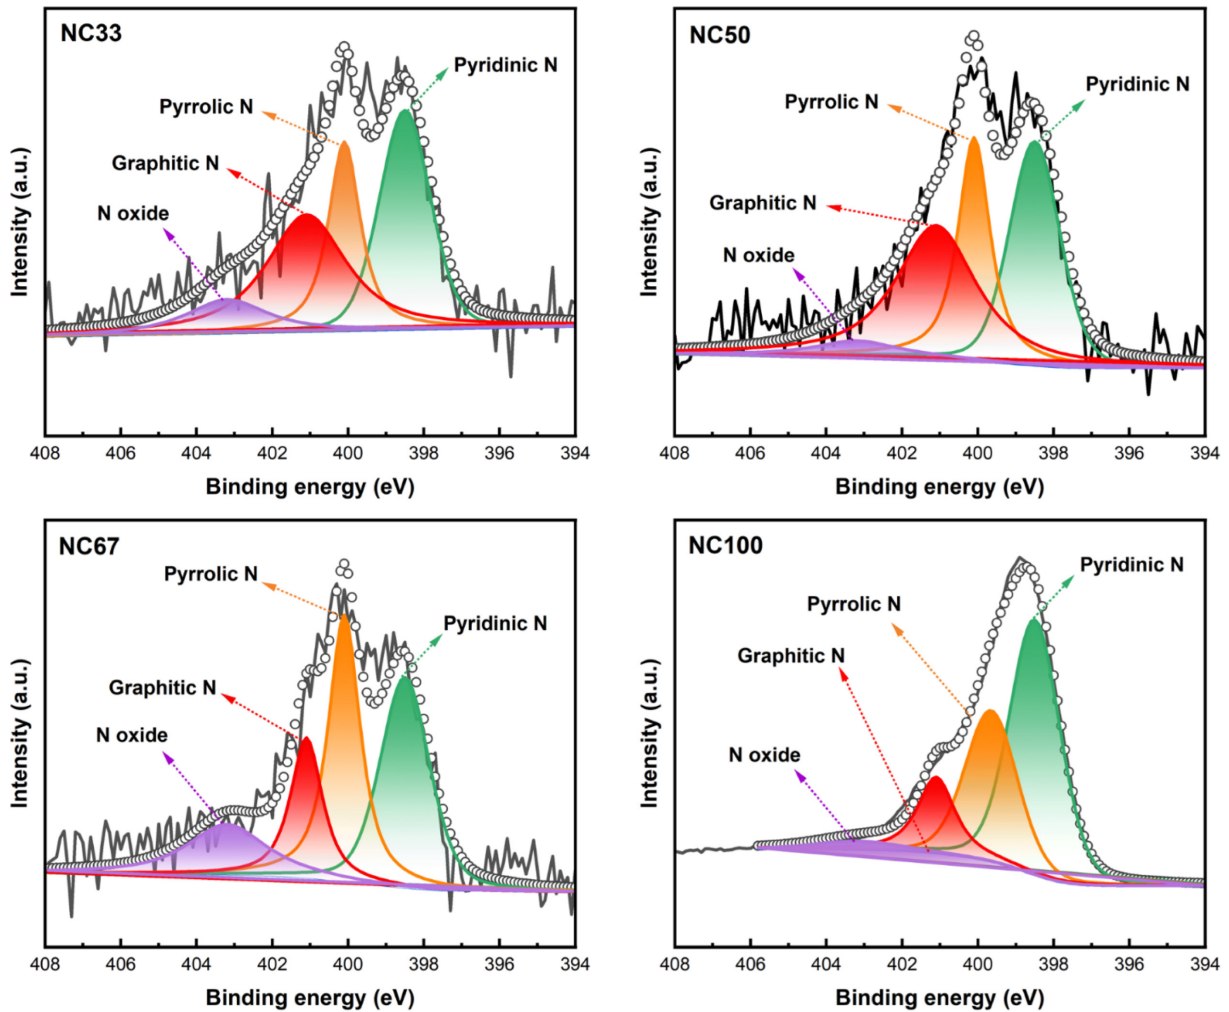 NC33
Pyridinic N
Pyrrolic N
Graphitic N
N oxide
Intensity (a.u.)
408 406 404 402 400 398 396 394
Binding energy (eV)
NC50
Pyridinic N
Pyrrolic N
Graphitic N
N oxide
Intensity (a.u.)
408 406 404 402 400 398 396 394
Binding energy (eV)
NC67
Pyrrolic N
Pyridinic N
Graphitic N
N oxide
Intensity (a.u.)
408 406 404 402 400 398 396 394
Binding energy (eV)
NC100
Pyridinic N
Pyrrolic N
Graphitic N
N oxide
Intensity (a.u.)
408 406 404 402 400 398 396 394
Binding energy (eV)